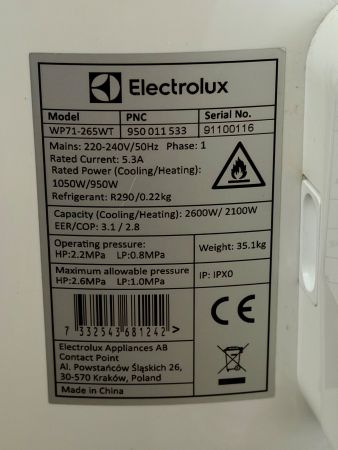 Electrolux
Model PNC Serial No.
WP71-265WT 950 011 533 91100116
Mains: 220-240V/50Hz Phase: 1
Rated Current: 5.3A
Rated Power (Cooling/Heating):
1050W/950W
Refrigerant: R290/0.22kg
Capacity (Cooling/Heating): 2600W/ 2100W
EER/COP: 3.1 / 2.8
Operating pressure:
HP:2.2MPa LP:0.8MPa
Weight: 35.1kg
Maximum allowable pressure
HP:2.6MPa LP:1.0MPa
IP: IPX0
7 332543 681242 >
CE
Electrolux Appliances AB
Contact Point
Al. Powstańców Śląskich 26,
30-570 Kraków, Poland
Made in China